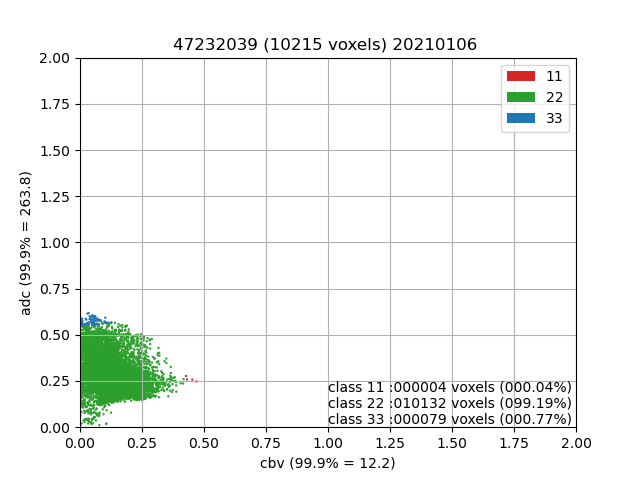 47232039 (10215 voxels) 20210106
11
22
33
2.00
1.75
1.50
1.25
1.00
0.75
0.50
0.25
0.00
adc (99.9% = 263.8)
class 11 :000004 voxels (000.04%)
class 22 :010132 voxels (099.19%)
class 33 :000079 voxels (000.77%)
0.00 0.25 0.50 0.75 1.00 1.25 1.50 1.75 2.00
cbv (99.9% = 12.2)